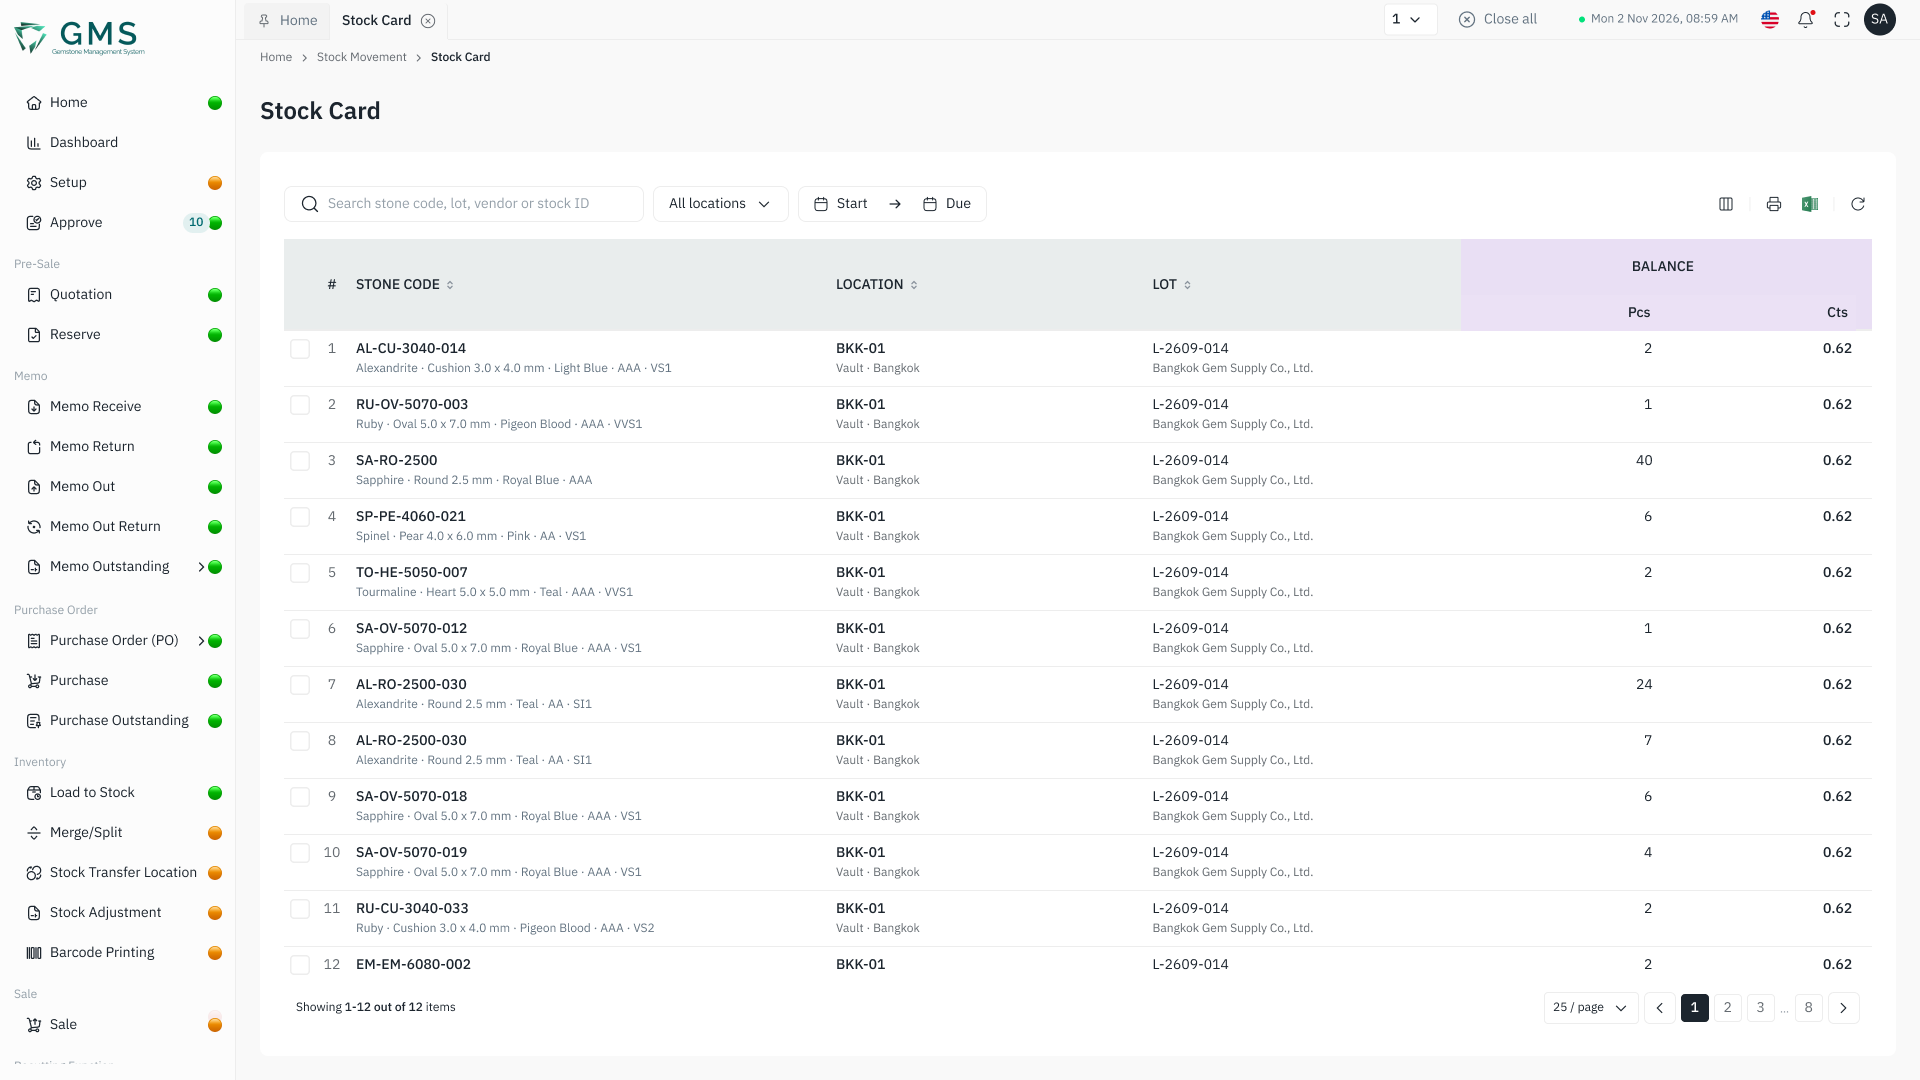 GMS
Gemstone Management System
Home
Dashboard
Setup
Approve 10
Pre-Sale
Quotation
Reserve
Memo
Memo Receive
Memo Return
Memo Out
Memo Out Return
Memo Outstanding
Purchase Order
Purchase Order (PO)
Purchase
Purchase Outstanding
Inventory
Load to Stock
Merge/Split
Stock Transfer Location
Stock Adjustment
Barcode Printing
Sale
Sale
Home Stock Card 1 Close all Mon 2 Nov 2026, 08:59 AM SA
Home > Stock Movement > Stock Card
Stock Card
Search stone code, lot, vendor or stock ID All locations Start → Due
BALANCE
# STONE CODE LOCATION LOT
Pcs Cts
1 AL-CU-3040-014 BKK-01 L-2609-014 2 0.62
Alexandrite · Cushion 3.0 x 4.0 mm · Light Blue · AAA · VS1 Vault · Bangkok Bangkok Gem Supply Co., Ltd.
2 RU-OV-5070-003 BKK-01 L-2609-014 1 0.62
Ruby · Oval 5.0 x 7.0 mm · Pigeon Blood · AAA · VVS1 Vault · Bangkok Bangkok Gem Supply Co., Ltd.
3 SA-RO-2500 BKK-01 L-2609-014 40 0.62
Sapphire · Round 2.5 mm · Royal Blue · AAA Vault · Bangkok Bangkok Gem Supply Co., Ltd.
4 SP-PE-4060-021 BKK-01 L-2609-014 6 0.62
Spinel · Pear 4.0 x 6.0 mm · Pink · AA · VS1 Vault · Bangkok Bangkok Gem Supply Co., Ltd.
5 TO-HE-5050-007 BKK-01 L-2609-014 2 0.62
Tourmaline · Heart 5.0 x 5.0 mm · Teal · AAA · VVS1 Vault · Bangkok Bangkok Gem Supply Co., Ltd.
6 SA-OV-5070-012 BKK-01 L-2609-014 1 0.62
Sapphire · Oval 5.0 x 7.0 mm · Royal Blue · AAA · VS1 Vault · Bangkok Bangkok Gem Supply Co., Ltd.
7 AL-RO-2500-030 BKK-01 L-2609-014 24 0.62
Alexandrite · Round 2.5 mm · Teal · AA · SI1 Vault · Bangkok Bangkok Gem Supply Co., Ltd.
8 AL-RO-2500-030 BKK-01 L-2609-014 7 0.62
Alexandrite · Round 2.5 mm · Teal · AA · SI1 Vault · Bangkok Bangkok Gem Supply Co., Ltd.
9 SA-OV-5070-018 BKK-01 L-2609-014 6 0.62
Sapphire · Oval 5.0 x 7.0 mm · Royal Blue · AAA · VS1 Vault · Bangkok Bangkok Gem Supply Co., Ltd.
10 SA-OV-5070-019 BKK-01 L-2609-014 4 0.62
Sapphire · Oval 5.0 x 7.0 mm · Royal Blue · AAA · VS1 Vault · Bangkok Bangkok Gem Supply Co., Ltd.
11 RU-CU-3040-033 BKK-01 L-2609-014 2 0.62
Ruby · Cushion 3.0 x 4.0 mm · Pigeon Blood · AAA · VS2 Vault · Bangkok Bangkok Gem Supply Co., Ltd.
12 EM-EM-6080-002 BKK-01 L-2609-014 2 0.62
Showing 1-12 out of 12 items 25 / page 1 2 3 ... 8